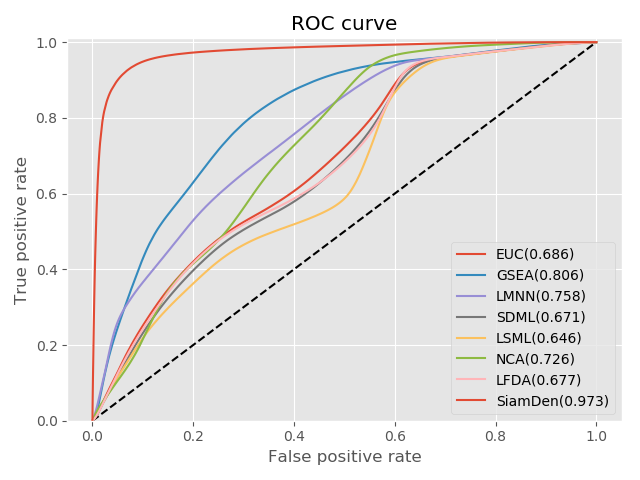 ROC curve
True positive rate
1.0
0.8
0.6
0.4
0.2
0.0
EUC(0.686)
GSEA(0.806)
LMNN(0.758)
SDML(0.671)
LSML(0.646)
NCA(0.726)
LFDA(0.677)
SiamDen(0.973)
0.0 0.2 0.4 0.6 0.8 1.0
False positive rate